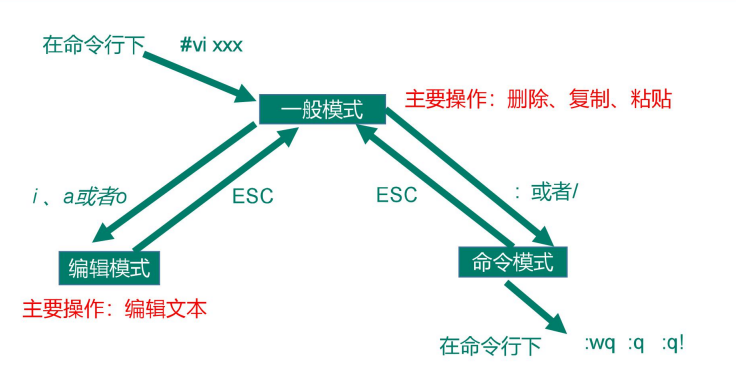 在命令行下 #vi xxx
一般模式
主要操作：删除、复制、粘贴
i 、a或者o
ESC
ESC
：或者/
编辑模式
命令模式
主要操作：编辑文本
在命令行下 :wq :q :q!